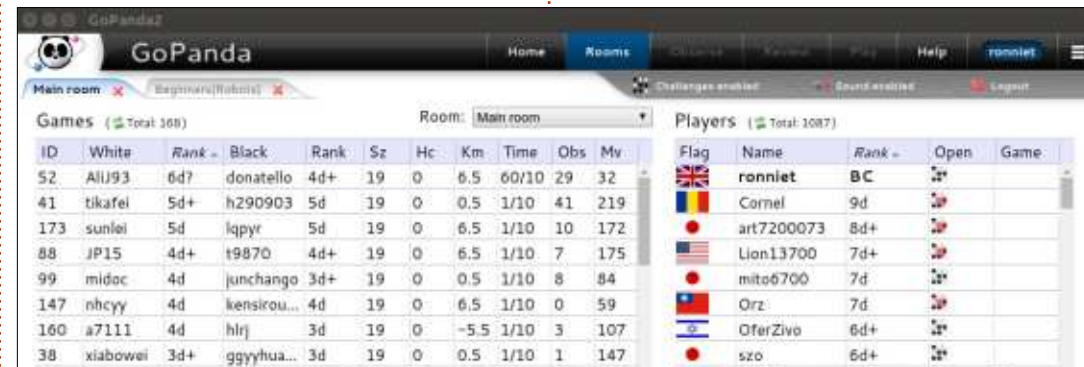 GoPanda2
GoPanda
Home Rooms Observe Review Play Help ronniet
Main room Beginners[Robots] Challenges enabled Sound enabled Logout
Games (Total: 168) Room: Main room
ID White Rank Black Rank Sz Hc Km Time Obs Mv
52 AliJ93 6d? donatello 4d+ 19 0 6.5 60/10 29 32
41 tikafei 5d+ h290903 5d 19 0 0.5 1/10 41 219
173 sunlei 5d lqpyr 5d 19 0 6.5 1/10 10 172
88 JP15 4d+ t9870 4d+ 19 0 6.5 1/10 7 175
99 midoc 4d junchango 3d+ 19 0 0.5 1/10 8 84
147 nhcyy 4d kensirou... 4d 19 0 6.5 1/10 0 59
160 a7111 4d hlrj 3d 19 0 -5.5 1/10 3 107
38 xiabowei 3d+ ggyyhua... 3d 19 0 0.5 1/10 1 147
Players (Total: 1087)
Flag Name Rank Open Game
ronniet BC
Cornel 9d
art7200073 8d+
Lion13700 7d+
mito6700 7d
Orz 7d
OferZivo 6d+
szo 6d+